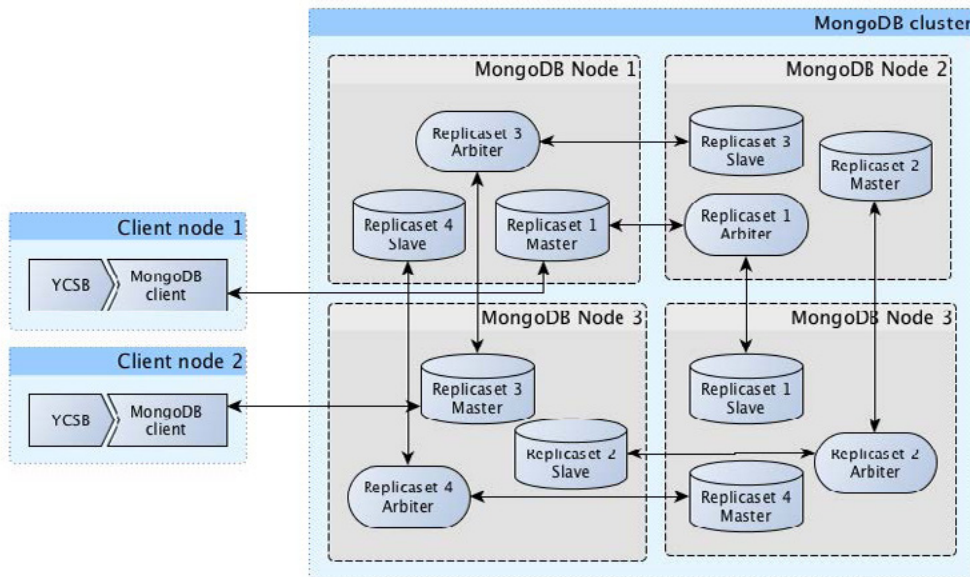 MongoDB cluster
MongoDB Node 1
Replicaset 3
Arbiter
Replicaset 4
Slave
Replicaset 1
Master
MongoDB Node 2
Replicaset 3
Slave
Replicaset 2
Master
Replicaset 1
Arbiter
Client node 1
YCSB
MongoDB
client
Client node 2
YCSB
MongoDB
client
MongoDB Node 3
Replicaset 3
Master
Replicaset 2
Slave
Replicaset 4
Arbiter
MongoDB Node 3
Replicaset 1
Slave
Replicaset 2
Arbiter
Replicaset 4
Master